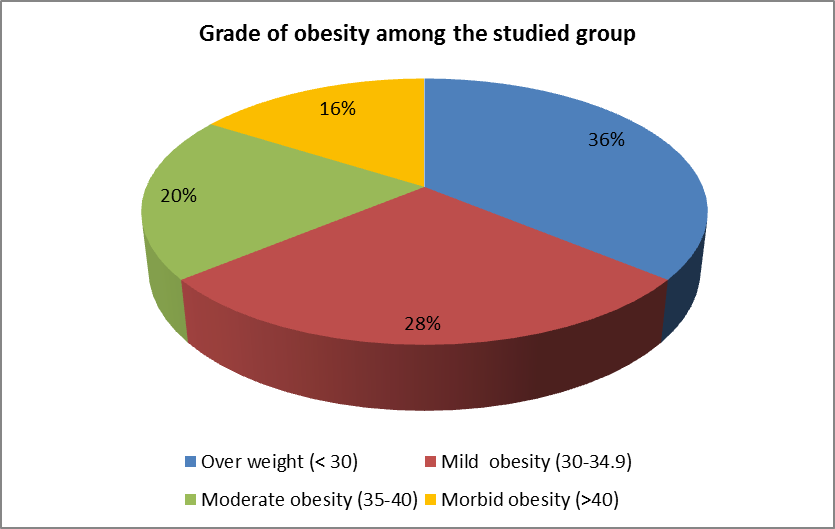 Grade of obesity among the studied group
16%
36%
20%
28%
Over weight (< 30)
Mild  obesity (30-34.9)
Moderate obesity (35-40)
Morbid obesity (>40)